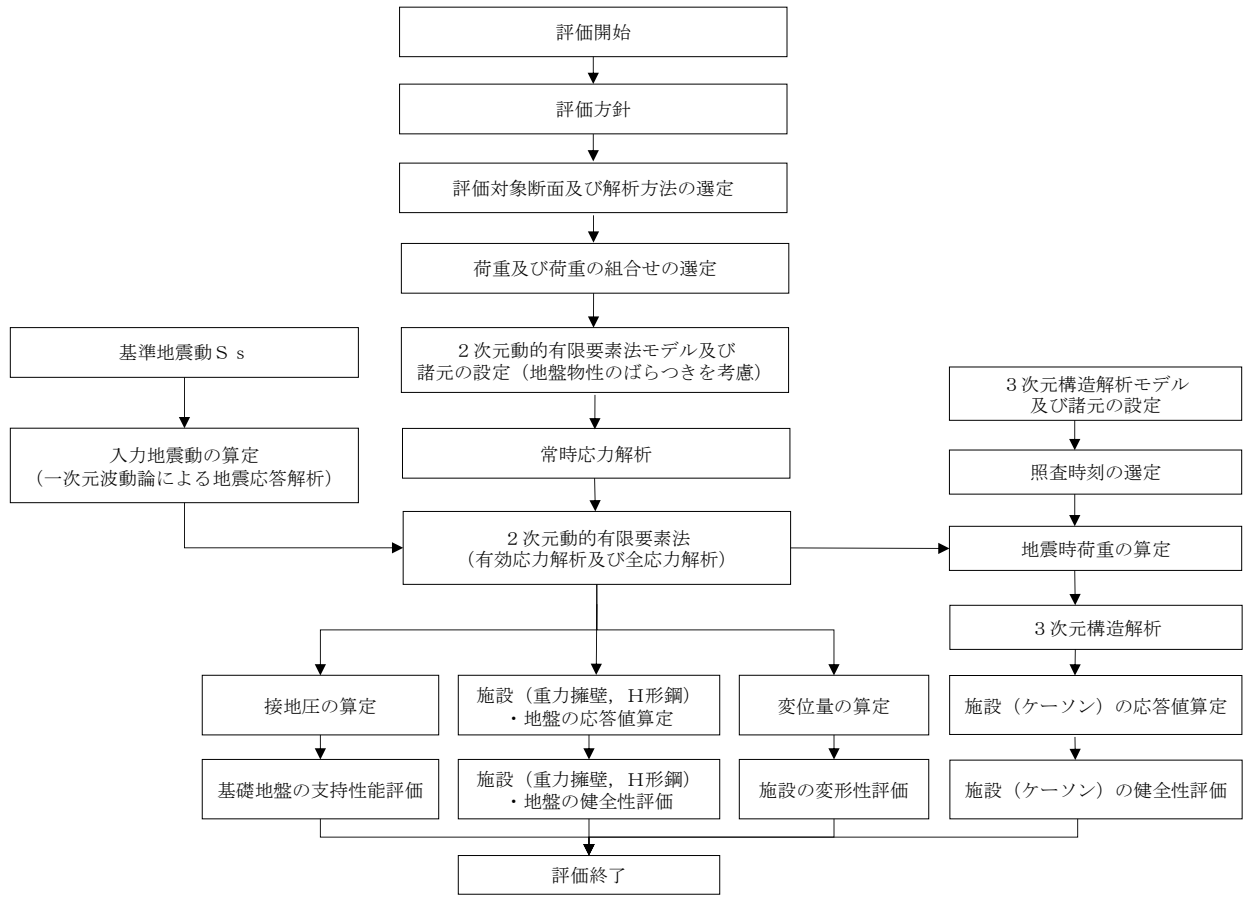 評価開始
評価方針
評価対象断面及び解析方法の選定
荷重及び荷重の組合せの選定
基準地震動Ｓｓ
２次元動的有限要素法モデル及び
諸元の設定（地盤物性のばらつきを考慮）
３次元構造解析モデル
及び諸元の設定
入力地震動の算定
（一次元波動論による地震応答解析）
常時応力解析
照査時刻の選定
２次元動的有限要素法
（有効応力解析及び全応力解析）
地震時荷重の算定
３次元構造解析
接地圧の算定
施設（重力擁壁，Ｈ形鋼）
・地盤の応答値算定
変位量の算定
施設（ケーソン）の応答値算定
基礎地盤の支持性能評価
施設（重力擁壁，Ｈ形鋼）
・地盤の健全性評価
施設の変形性評価
施設（ケーソン）の健全性評価
評価終了